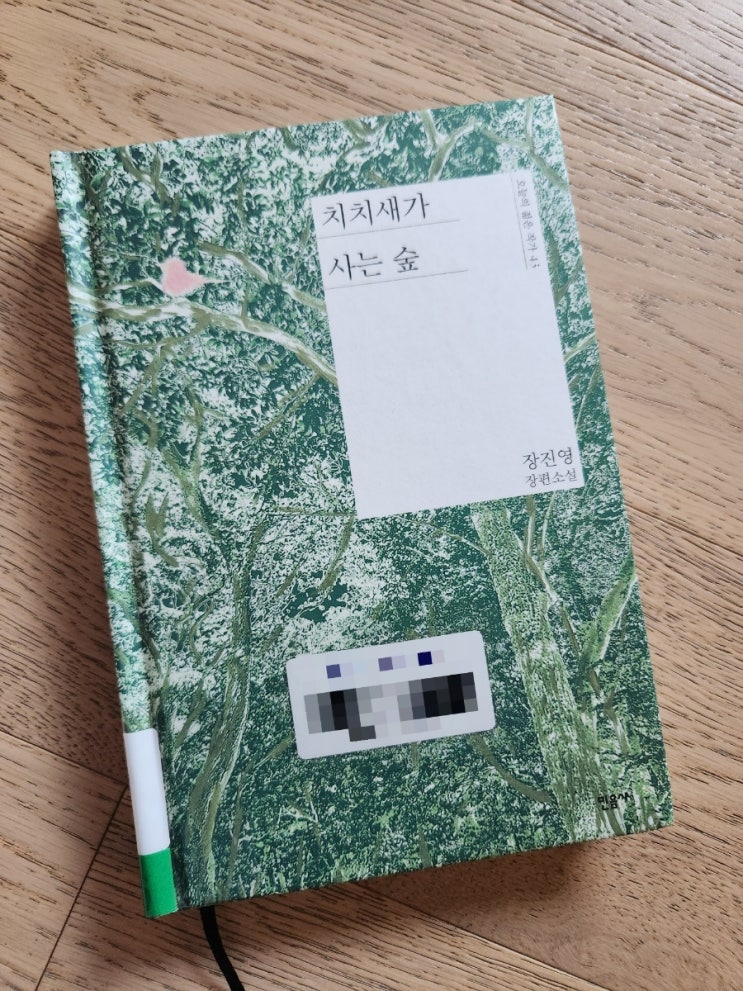 치치새가
사는 숲
오늘의 젊은 작가 45
장진영
장편소설
민음사